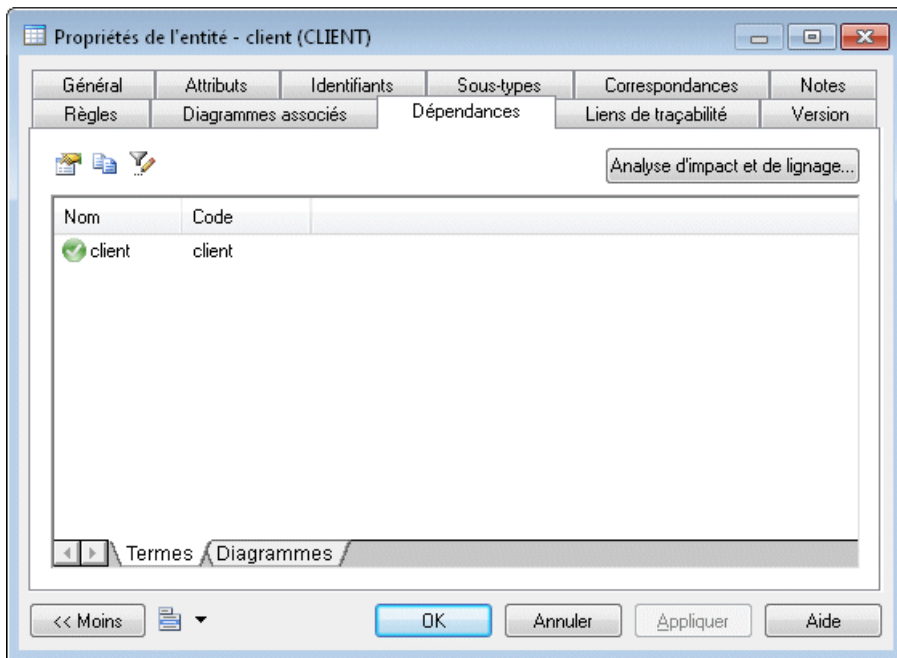 Propriétés de l'entité - client (CLIENT)
Général Attributs Identifiants Sous-types Correspondances Notes
Règles Diagrammes associés Dépendances Liens de traçabilité Version
Analyse d'impact et de lignage...
Nom Code
client client
Termes Diagrammes
<< Moins OK Annuler Appliquer Aide